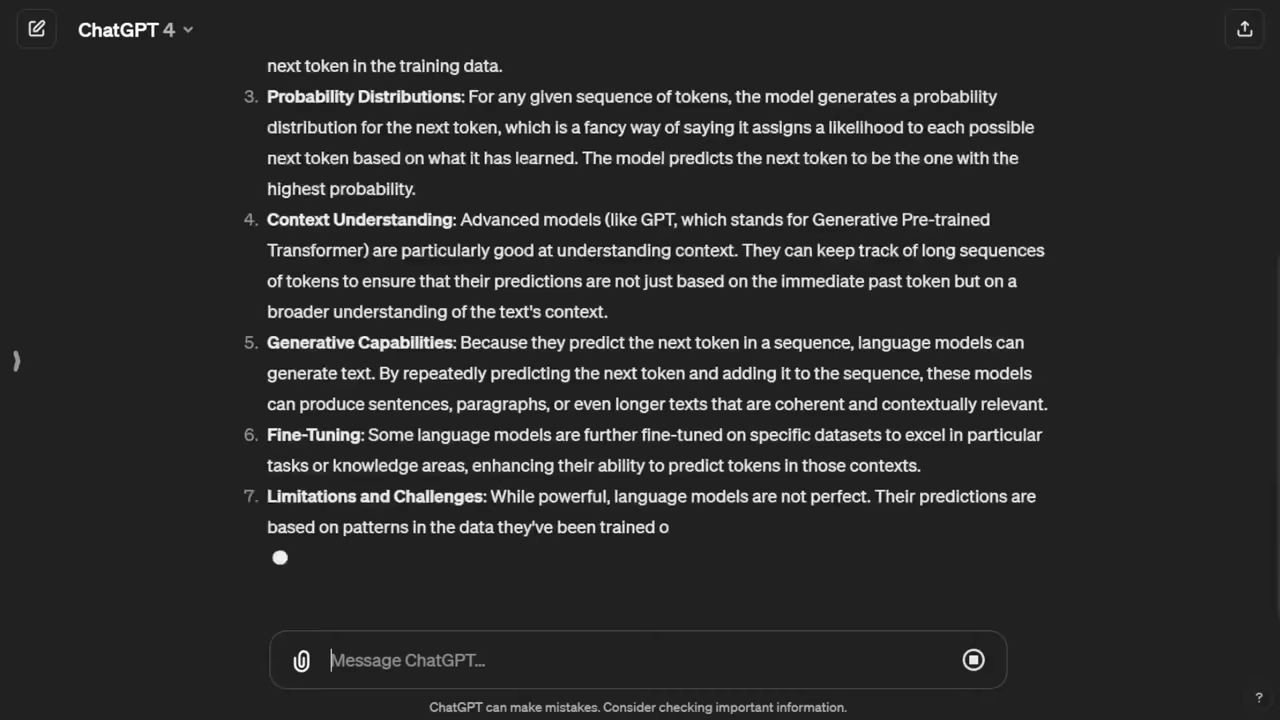 ChatGPT 4
next token in the training data.
3. Probability Distributions: For any given sequence of tokens, the model generates a probability
distribution for the next token, which is a fancy way of saying it assigns a likelihood to each possible
next token based on what it has learned. The model predicts the next token to be the one with the
highest probability.
4. Context Understanding: Advanced models (like GPT, which stands for Generative Pre-trained
Transformer) are particularly good at understanding context. They can keep track of long sequences
of tokens to ensure that their predictions are not just based on the immediate past token but on a
broader understanding of the text's context.
5. Generative Capabilities: Because they predict the next token in a sequence, language models can
generate text. By repeatedly predicting the next token and adding it to the sequence, these models
can produce sentences, paragraphs, or even longer texts that are coherent and contextually relevant.
6. Fine-Tuning: Some language models are further fine-tuned on specific datasets to excel in particular
tasks or knowledge areas, enhancing their ability to predict tokens in those contexts.
7. Limitations and Challenges: While powerful, language models are not perfect. Their predictions are
based on patterns in the data they've been trained o
Message ChatGPT...
ChatGPT can make mistakes. Consider checking important information.
?